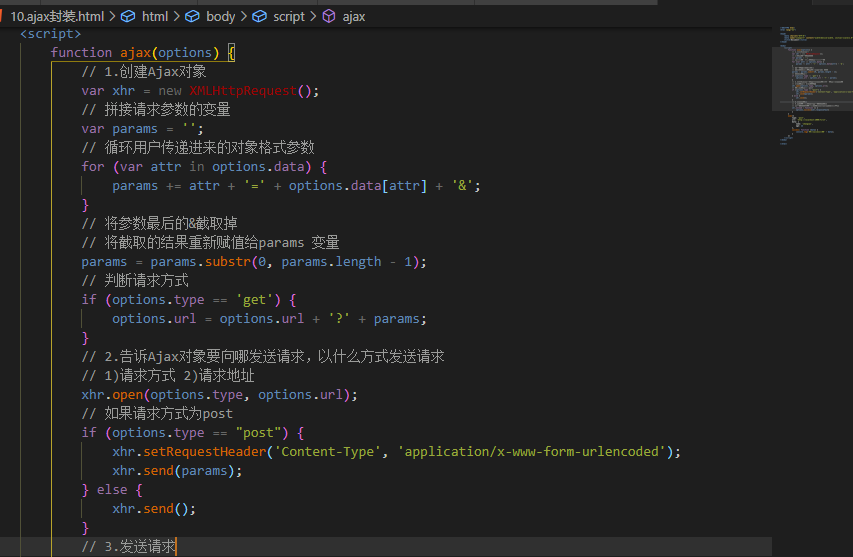 10.ajax封装.html > html > body > script > ajax
<script>
function ajax(options) {
// 1.创建Ajax对象
var xhr = new XMLHttpRequest();
// 拼接请求参数的变量
var params = '';
// 循环用户传递进来的对象格式参数
for (var attr in options.data) {
params += attr + '=' + options.data[attr] + '&';
}
// 将参数最后的&截取掉
// 将截取的结果重新赋值给params 变量
params = params.substr(0, params.length - 1);
// 判断请求方式
if (options.type == 'get') {
options.url = options.url + '?' + params;
}
// 2.告诉Ajax对象要向哪发送请求，以什么方式发送请求
// 1)请求方式 2)请求地址
xhr.open(options.type, options.url);
// 如果请求方式为post
if (options.type == "post") {
xhr.setRequestHeader('Content-Type', 'application/x-www-form-urlencoded');
xhr.send(params);
} else {
xhr.send();
}
// 3.发送请求